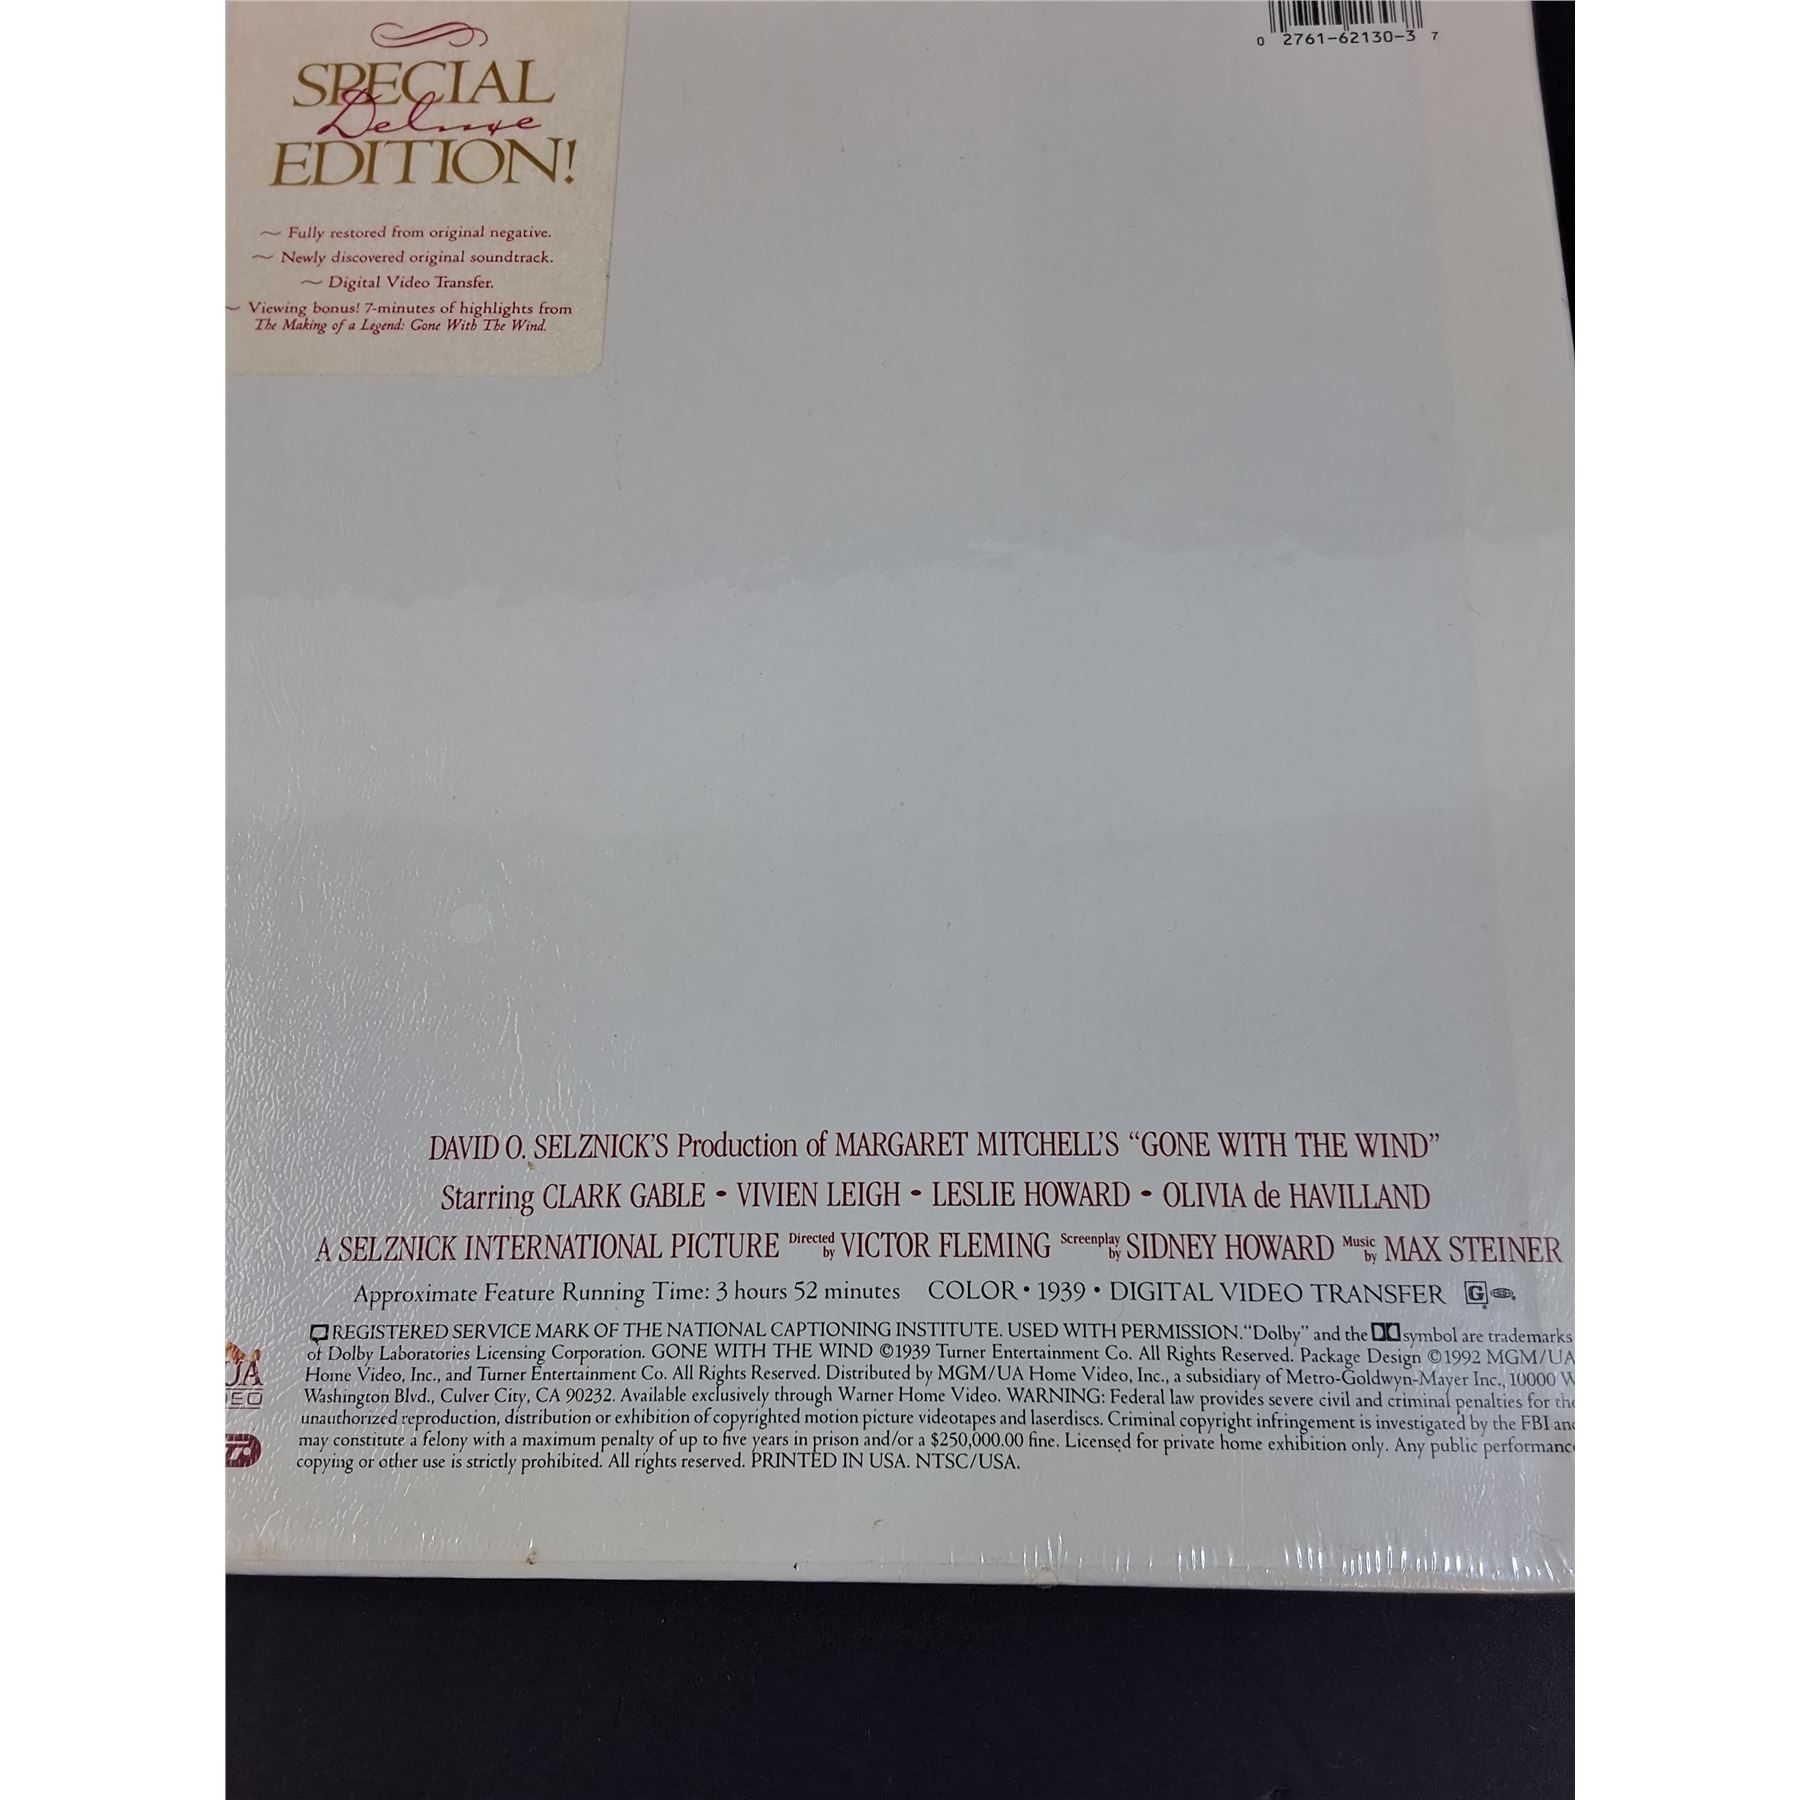 0 2761-62130-3 7
SPECIAL
Deluxe
EDITION!
~ Fully restored from original negative.
~ Newly discovered original soundtrack.
~ Digital Video Transfer.
~ Viewing bonus! 7-minutes of highlights from
The Making of a Legend: Gone With The Wind.
DAVID O. SELZNICK'S Production of MARGARET MITCHELL'S “GONE WITH THE WIND”
Starring CLARK GABLE • VIVIEN LEIGH • LESLIE HOWARD • OLIVIA de HAVILLAND
A SELZNICK INTERNATIONAL PICTURE Directed by VICTOR FLEMING Screenplay by SIDNEY HOWARD Music by MAX STEINER
Approximate Feature Running Time: 3 hours 52 minutes COLOR • 1939 • DIGITAL VIDEO TRANSFER G
REGISTERED SERVICE MARK OF THE NATIONAL CAPTIONING INSTITUTE. USED WITH PERMISSION. “Dolby” and the symbol are trademarks
of Dolby Laboratories Licensing Corporation. GONE WITH THE WIND ©1939 Turner Entertainment Co. All Rights Reserved. Package Design ©1992 MGM/UA
Home Video, Inc., and Turner Entertainment Co. All Rights Reserved. Distributed by MGM/UA Home Video, Inc., a subsidiary of Metro-Goldwyn-Mayer Inc., 10000 W
Washington Blvd., Culver City, CA 90232. Available exclusively through Warner Home Video. WARNING: Federal law provides severe civil and criminal penalties for the
unauthorized reproduction, distribution or exhibition of copyrighted motion picture videotapes and laserdiscs. Criminal copyright infringement is investigated by the FBI and
may constitute a felony with a maximum penalty of up to five years in prison and/or a $250,000.00 fine. Licensed for private home exhibition only. Any public performance
copying or other use is strictly prohibited. All rights reserved. PRINTED IN USA. NTSC/USA.
UA
EO